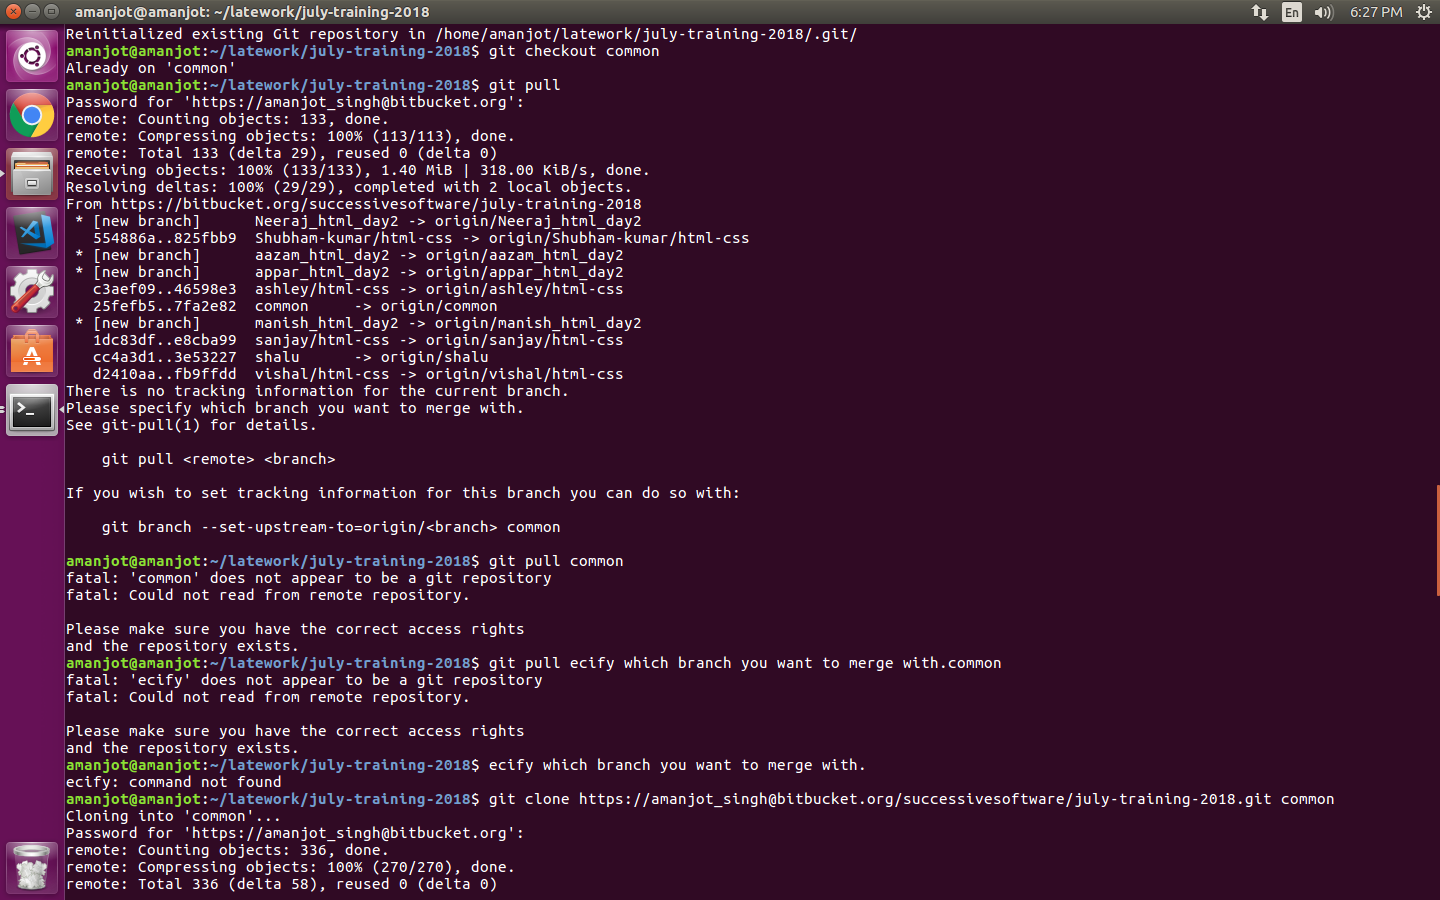 amanjot@amanjot: ~/latework/july-training-2018
En
6:27 PM
Reinitialized existing Git repository in /home/amanjot/latework/july-training-2018/.git/
amanjot@amanjot:~/latework/july-training-2018$ git checkout common
Already on 'common'
amanjot@amanjot:~/latework/july-training-2018$ git pull
Password for 'https://amanjot_singh@bitbucket.org':
remote: Counting objects: 133, done.
remote: Compressing objects: 100% (113/113), done.
remote: Total 133 (delta 29), reused 0 (delta 0)
Receiving objects: 100% (133/133), 1.40 MiB | 318.00 KiB/s, done.
Resolving deltas: 100% (29/29), completed with 2 local objects.
From https://bitbucket.org/successivesoftware/july-training-2018
 * [new branch]      Neeraj_html_day2 -> origin/Neeraj_html_day2
   554886a..825fbb9  Shubham-kumar/html-css -> origin/Shubham-kumar/html-css
 * [new branch]      aazam_html_day2 -> origin/aazam_html_day2
 * [new branch]      appar_html_day2 -> origin/appar_html_day2
   c3aef09..46598e3  ashley/html-css -> origin/ashley/html-css
   25fefb5..7fa2e82  common     -> origin/common
 * [new branch]      manish_html_day2 -> origin/manish_html_day2
   1dc83df..e8cba99  sanjay/html-css -> origin/sanjay/html-css
   cc4a3d1..3e53227  shalu      -> origin/shalu
   d2410aa..fb9ffdd  vishal/html-css -> origin/vishal/html-css
There is no tracking information for the current branch.
Please specify which branch you want to merge with.
See git-pull(1) for details.

    git pull <remote> <branch>

If you wish to set tracking information for this branch you can do so with:

    git branch --set-upstream-to=origin/<branch> common

amanjot@amanjot:~/latework/july-training-2018$ git pull common
fatal: 'common' does not appear to be a git repository
fatal: Could not read from remote repository.

Please make sure you have the correct access rights
and the repository exists.
amanjot@amanjot:~/latework/july-training-2018$ git pull ecify which branch you want to merge with.common
fatal: 'ecify' does not appear to be a git repository
fatal: Could not read from remote repository.

Please make sure you have the correct access rights
and the repository exists.
amanjot@amanjot:~/latework/july-training-2018$ ecify which branch you want to merge with.
ecify: command not found
amanjot@amanjot:~/latework/july-training-2018$ git clone https://amanjot_singh@bitbucket.org/successivesoftware/july-training-2018.git common
Cloning into 'common'...
Password for 'https://amanjot_singh@bitbucket.org':
remote: Counting objects: 336, done.
remote: Compressing objects: 100% (270/270), done.
remote: Total 336 (delta 58), reused 0 (delta 0)